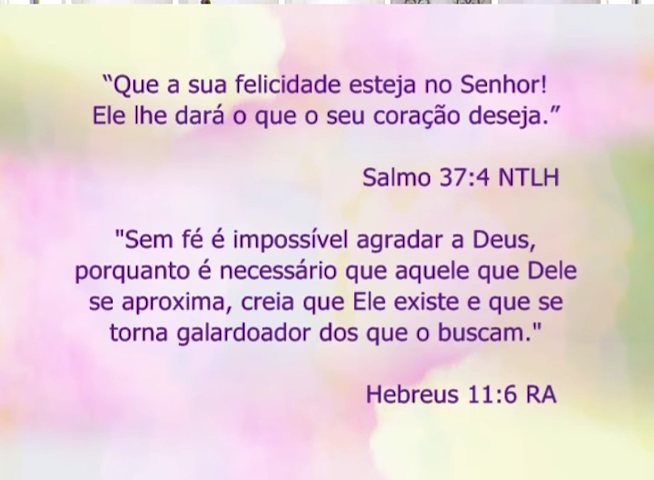 “Que a sua felicidade esteja no Senhor!
Ele lhe dará o que o seu coração deseja.”
Salmo 37:4 NTLH
"Sem fé é impossível agradar a Deus,
porquanto é necessário que aquele que Dele
se aproxima, creia que Ele existe e que se
torna galardoador dos que o buscam."
Hebreus 11:6 RA